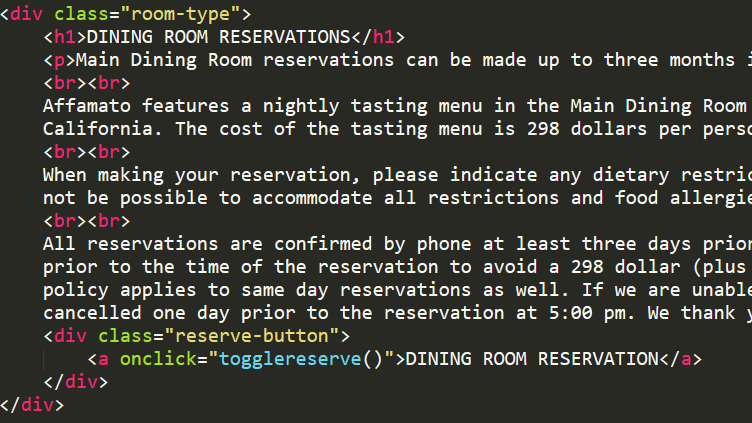 <div class="room-type">
<h1>DINING ROOM RESERVATIONS</h1>
<p>Main Dining Room reservations can be made up to three months
<br><br>
Affamato features a nightly tasting menu in the Main Dining Room
California. The cost of the tasting menu is 298 dollars per
<br><br>
When making your reservation, please indicate any dietary
not be possible to accommodate all restrictions and food
<br><br>
All reservations are confirmed by phone at least three days
prior to the time of the reservation to avoid a 298 dollar (plus
policy applies to same day reservations as well. If we are
cancelled one day prior to the reservation at 5:00 pm. We thank
<div class="reserve-button">
<a onclick="togglereserve()">DINING ROOM RESERVATION</a>
</div>
</div>